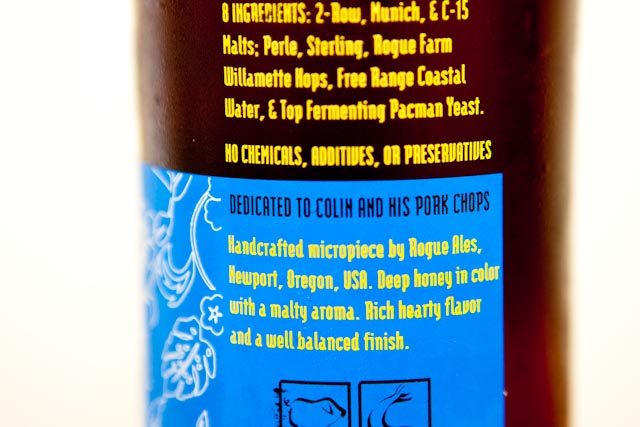 8 INGREDIENTS: 2-Row, Munich, & C-15
Malts; Perle, Sterling, Rogue Farm
Willamette Hops, Free Range Coastal
Water, & Top Fermenting Pacman Yeast.
NO CHEMICALS, ADDITIVES, OR PRESERVATIVES
DEDICATED TO COLIN AND HIS PORK CHOPS
Handcrafted micropiece by Rogue Ales,
Newport, Oregon, USA. Deep honey in color
with a malty aroma. Rich hearty flavor
and a well balanced finish.